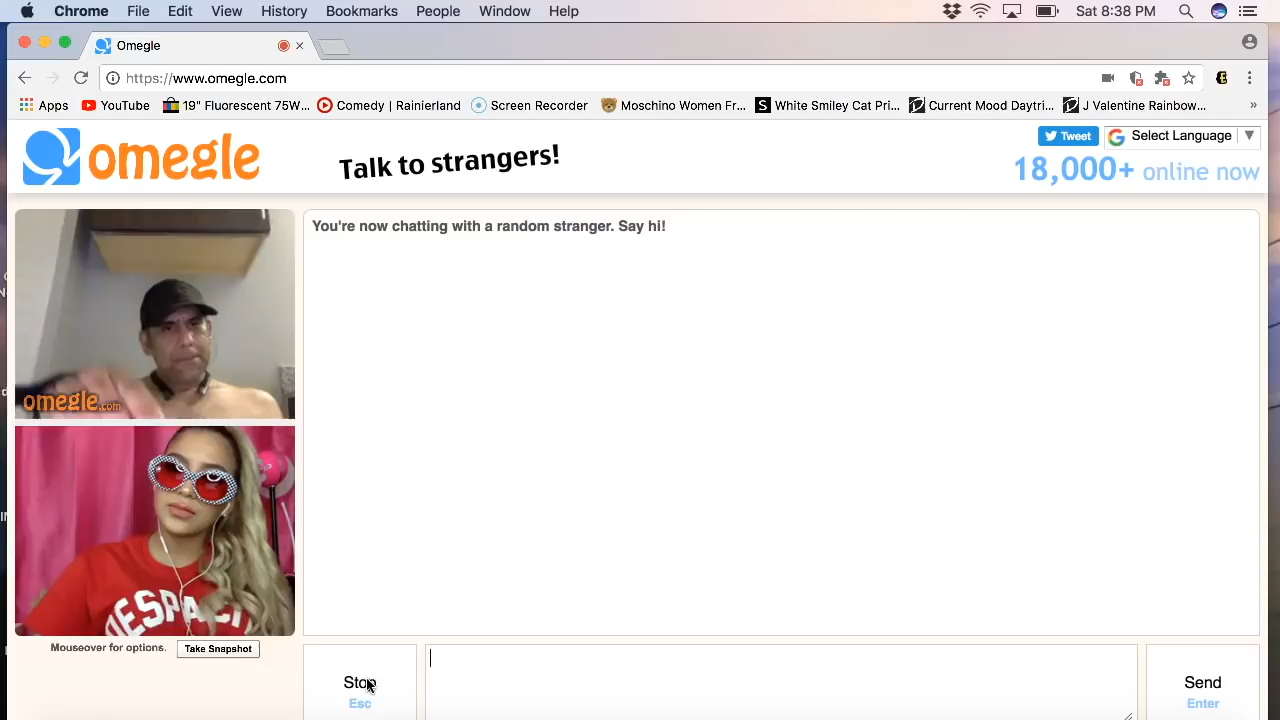 Chrome File Edit View History Bookmarks People Window Help Sat 8:38 PM
Omegle
https://www.omegle.com
Apps YouTube 19" Fluorescent 75W... Comedy | Rainierland Screen Recorder Moschino Women Fr... White Smiley Cat Pri... Current Mood Daytri... J Valentine Rainbow... »
omegle Talk to strangers! Tweet Select Language ▼
18,000+ online now
You're now chatting with a random stranger. Say hi!
omegle.com
DESPACI
Mouseover for options. Take Snapshot
Stop Send
Esc Enter